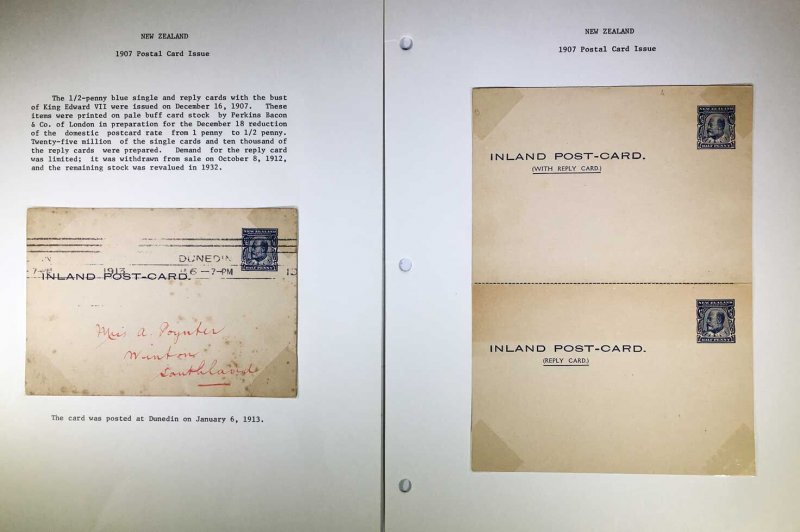 NEW ZEALAND
1907 Postal Card Issue
The 1/2-penny blue single and reply cards with the bust
of King Edward VII were issued on December 16, 1907. These
items were printed on pale buff card stock by Perkins Bacon
& Co. of London in preparation for the December 18 reduction
of the domestic postcard rate from 1 penny to 1/2 penny.
Twenty-five million of the single cards and ten thousand of
the reply cards were prepared. Demand for the reply card
was limited; it was withdrawn from sale on October 8, 1912,
and the remaining stock was revalued in 1932.
NEW ZEALAND
HALF PENNY
DUNEDIN
1913 6-7-PM
INLAND POST-CARD.
Miss A. Poynter
Winton
Southland
The card was posted at Dunedin on January 6, 1913.
NEW ZEALAND
1907 Postal Card Issue
NEW ZEALAND
HALF PENNY
INLAND POST-CARD.
(WITH REPLY CARD.)
NEW ZEALAND
HALF PENNY
INLAND POST-CARD.
(REPLY CARD.)